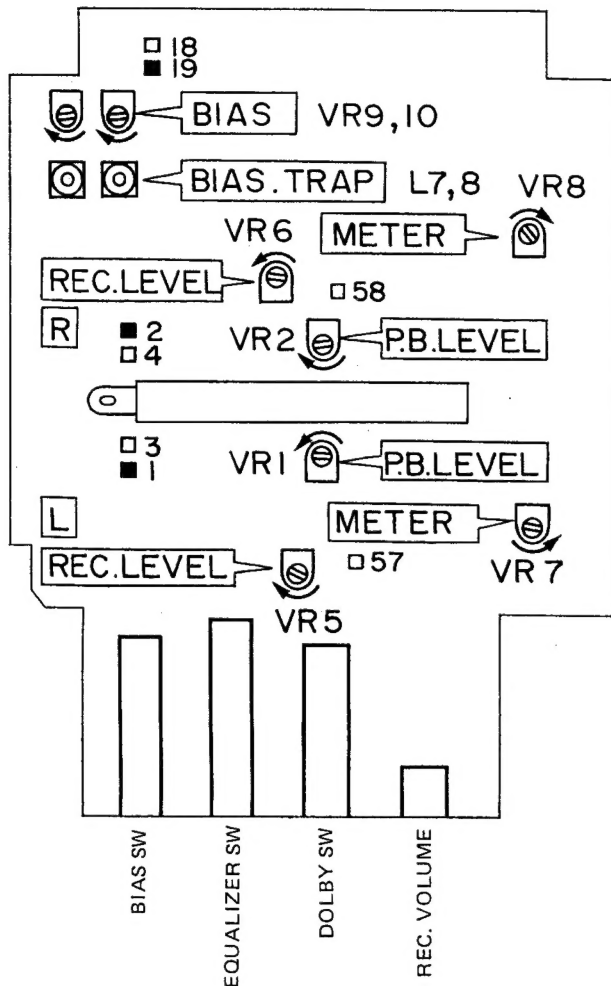 18
19
BIAS VR9,10
BIAS.TRAP L7,8 VR8
VR6 METER
REC.LEVEL 58
R 2 VR2 P.B.LEVEL
4
3
1 VR1 P.B.LEVEL
L METER
REC.LEVEL 57 VR7
VR5
BIAS SW
EQUALIZER SW
DOLBY SW
REC. VOLUME